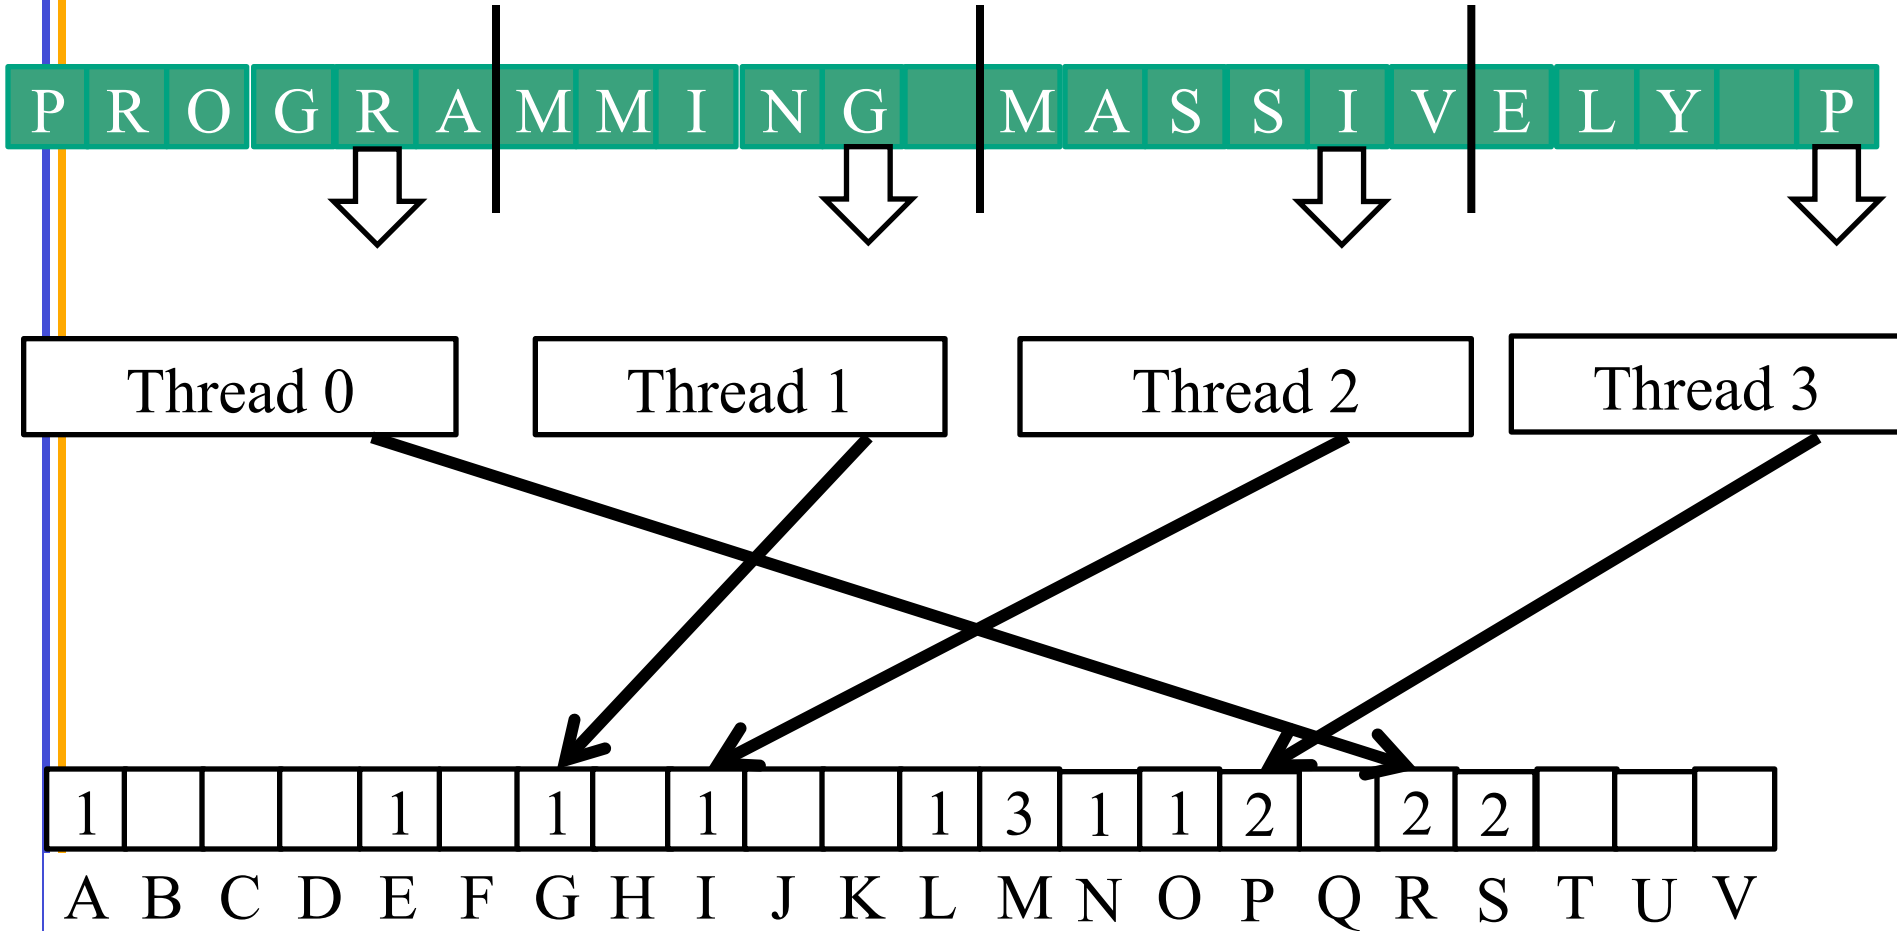 P R O G R A M M I N G M A S S I V E L Y P
Thread 0 Thread 1 Thread 2 Thread 3
1 1 1 1 1 3 1 1 2 2 2
A B C D E F G H I J K L M N O P Q R S T U V